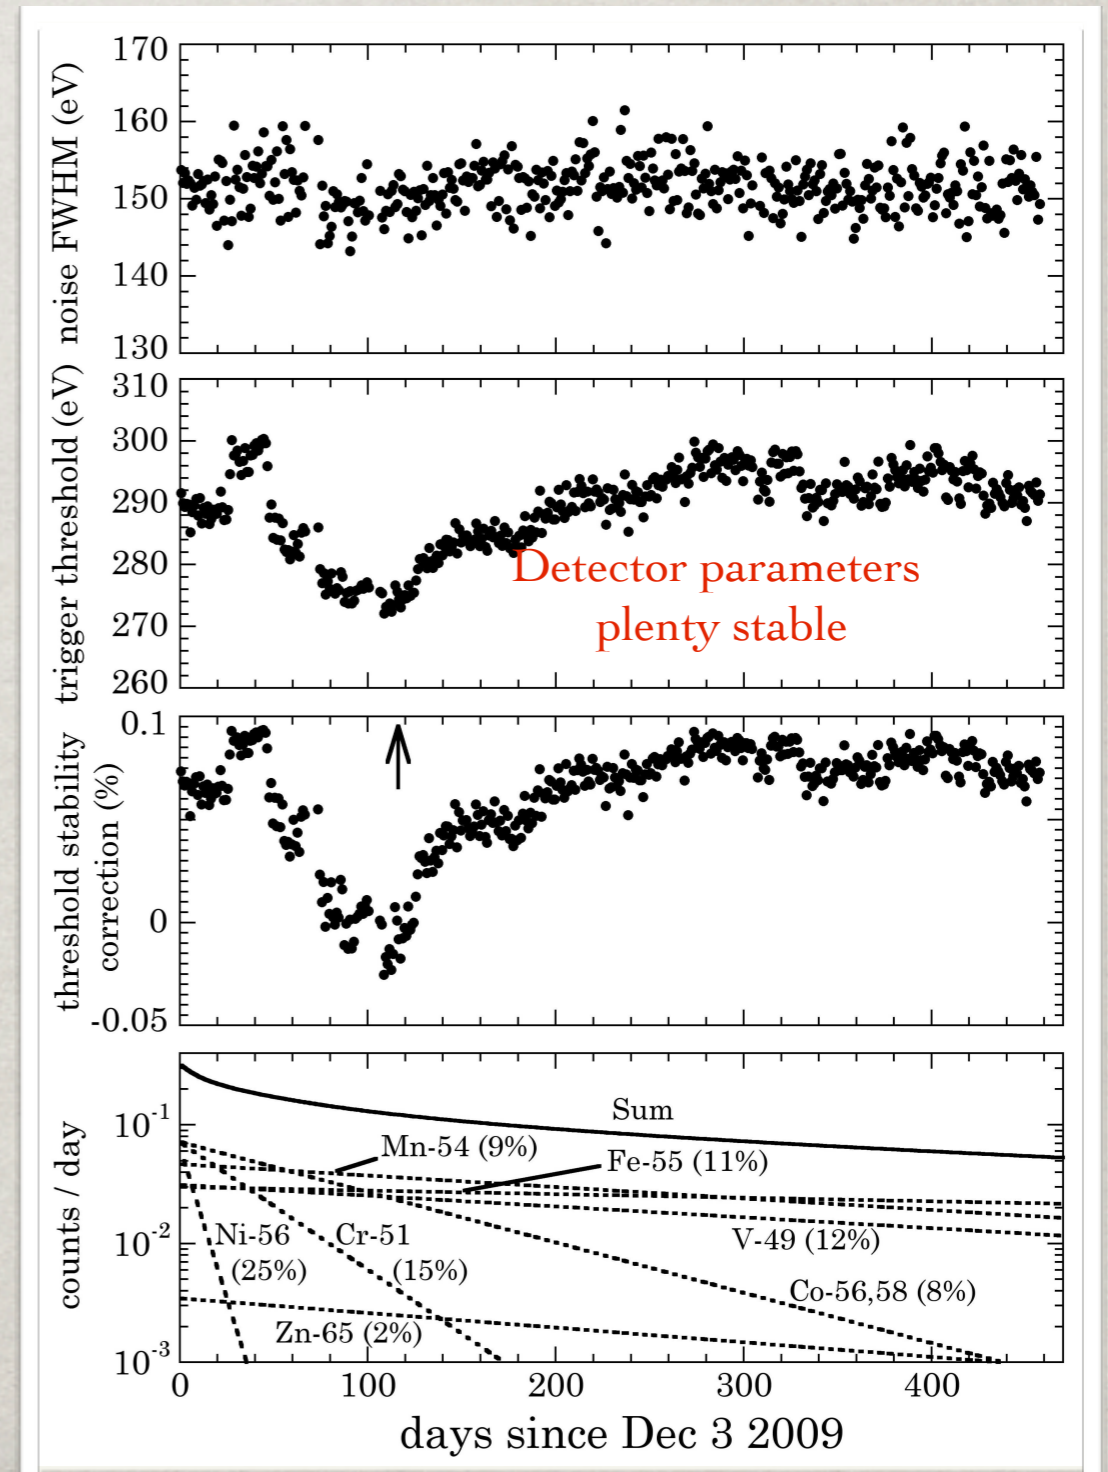 noise FWHM (eV)
170
160
150
140
130
trigger threshold (eV)
310
300
290
280
270
260
Detector parameters
plenty stable
threshold stability
correction (%)
0.1
0
-0.05
counts / day
10-1
10-2
10-3
Sum
Mn-54 (9%)
Fe-55 (11%)
Ni-56
(25%)
Cr-51
(15%)
V-49 (12%)
Co-56,58 (8%)
Zn-65 (2%)
0 100 200 300 400
days since Dec 3 2009